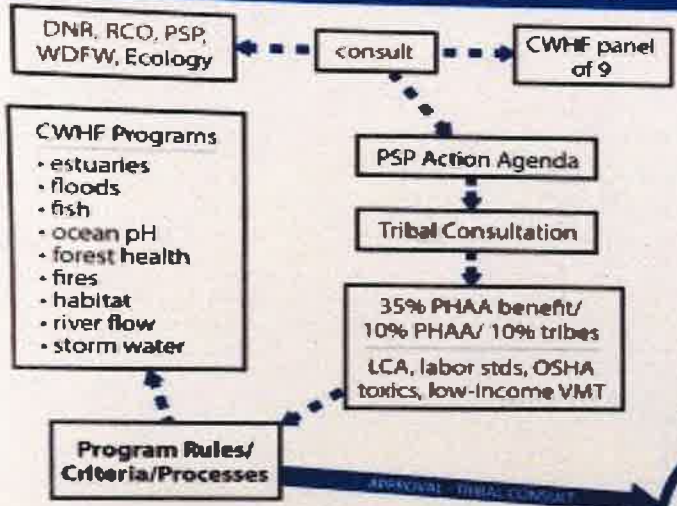 DNR, RCO, PSP,
WDFW, Ecology
consult
CWHF panel
of 9
CWHF Programs
• estuaries
• floods
• fish
• ocean pH
• forest health
• fires
• habitat
• river flow
• storm water
PSP Action Agenda
Tribal Consultation
35% PHAA benefit/
10% PHAA/ 10% tribes
LCA, labor stds, OSHA
toxics, low-income VMT
Program Rules/
Criteria/Processes
APPROVAL - TRIBAL CONSULT